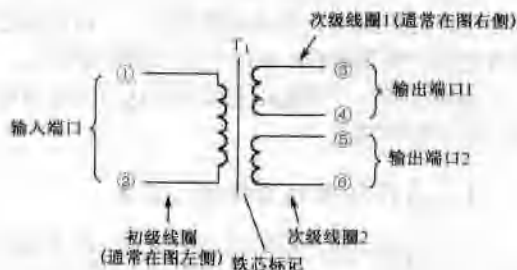 次级线圈1(通常在图右侧)
T₁
①
③
输出端口1
④
输入端口
⑤
输出端口2
②
⑥
初级线圈
(通常在图左侧)
铁芯标记
次级线圈2